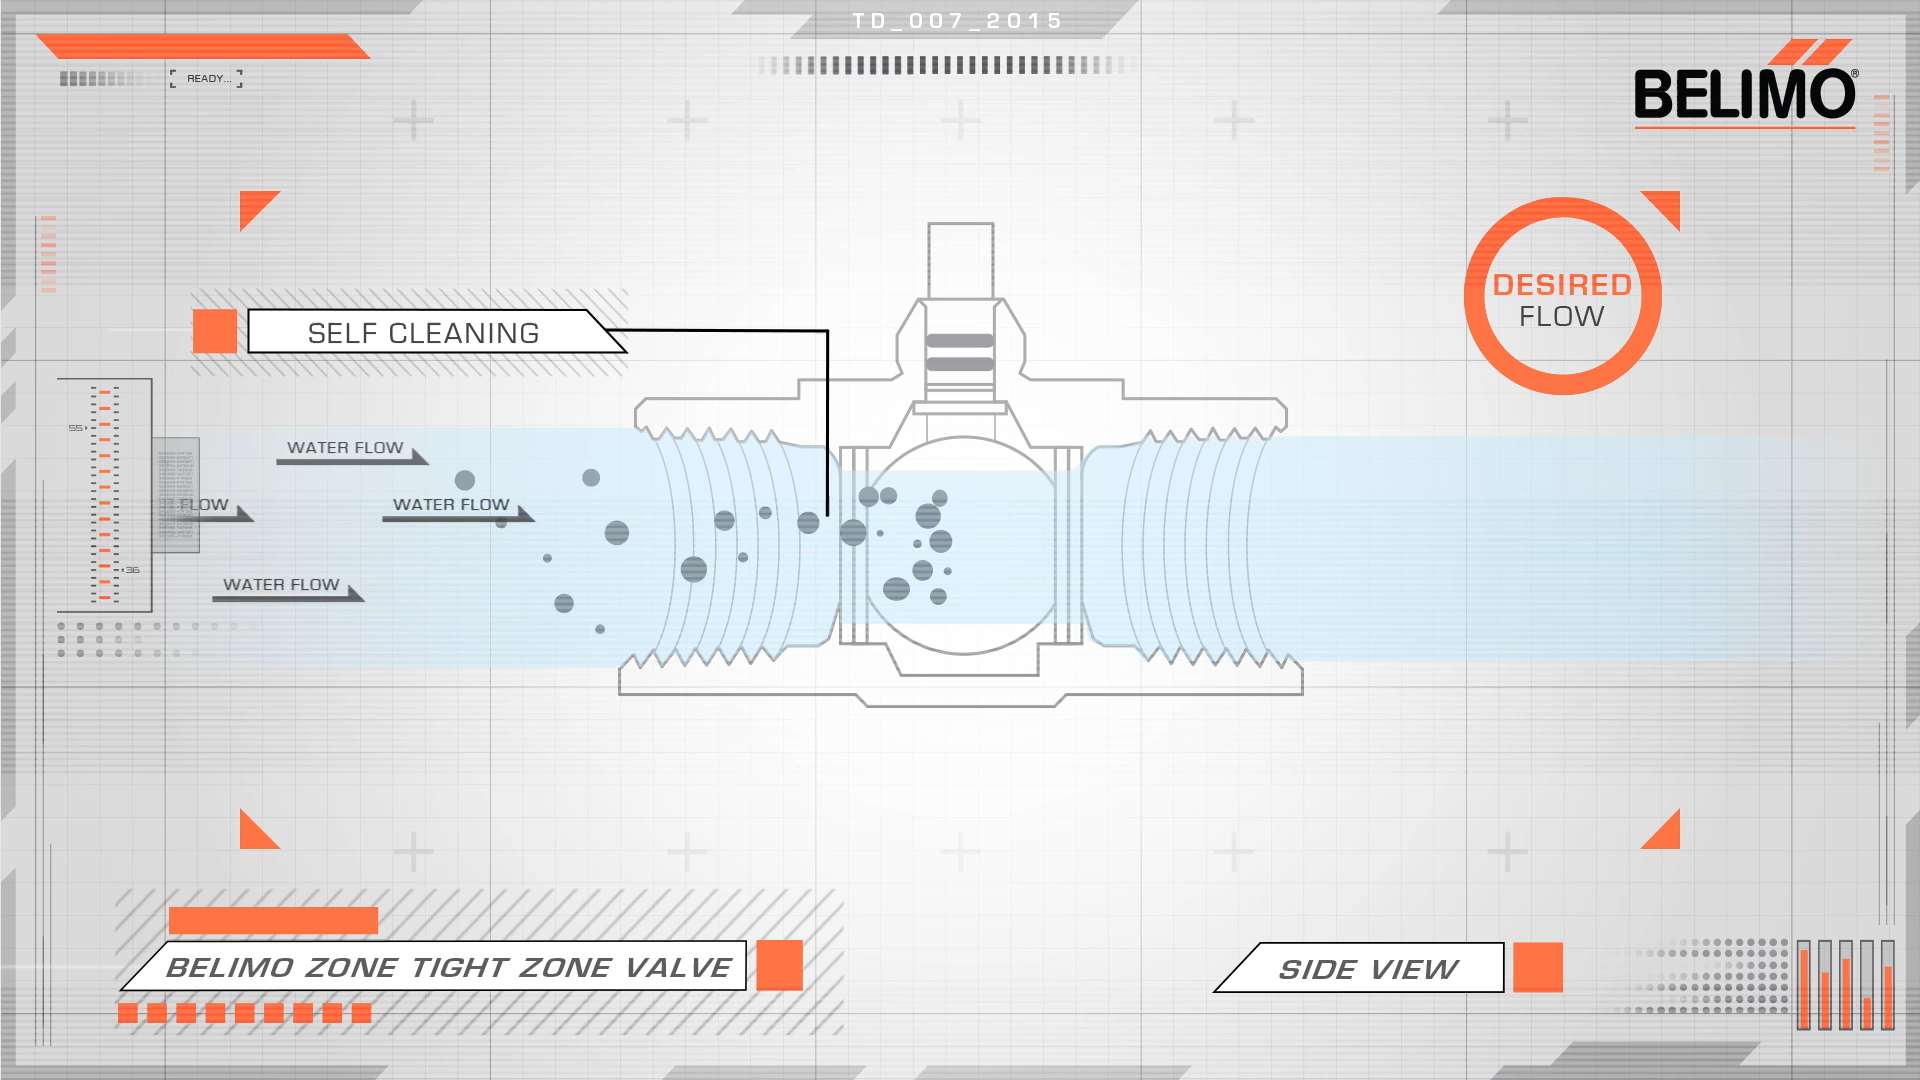 TD_007_2015
READY...
BELIMO®
DESIRED
FLOW
SELF CLEANING
55
WATER FLOW
FLOW
WATER FLOW
36
WATER FLOW
BELIMO ZONE TIGHT ZONE VALVE
SIDE VIEW